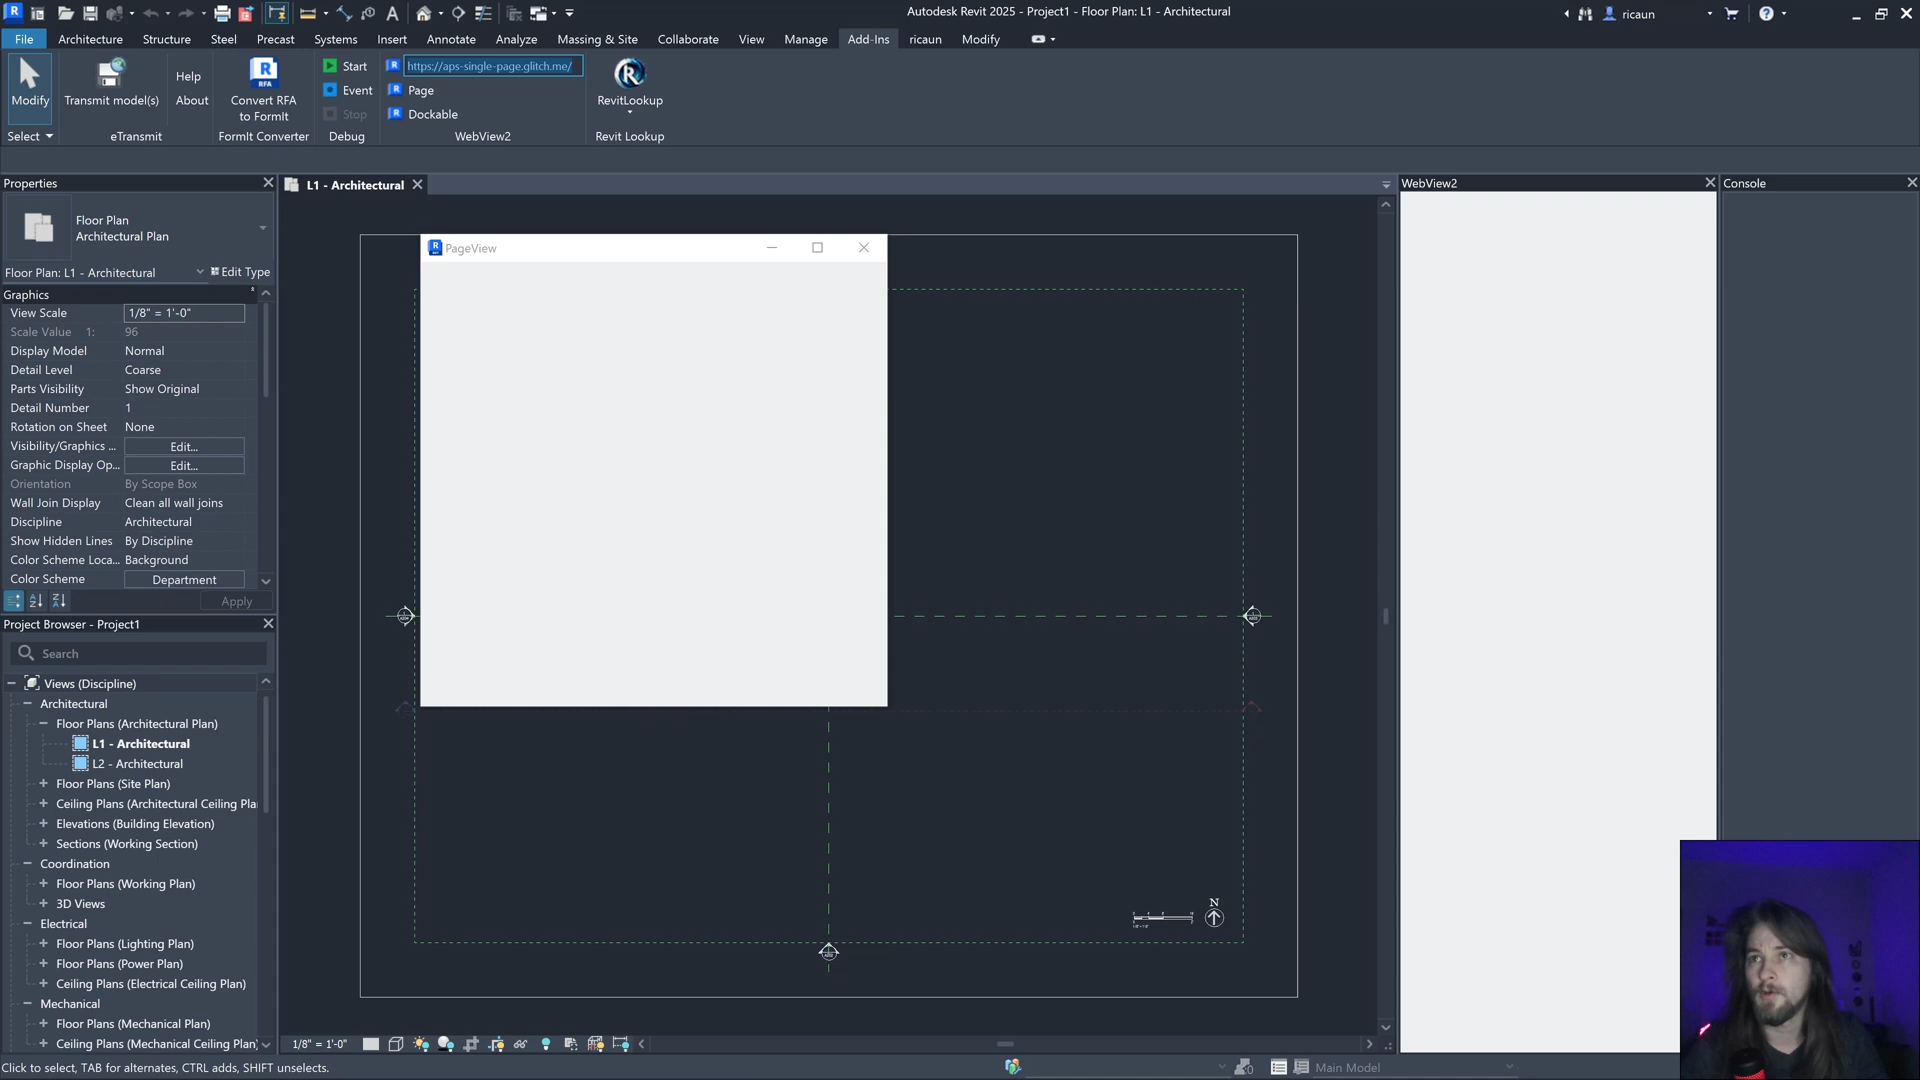 Autodesk Revit 2025 - Project1 - Floor Plan: L1 - Architectural
ricaun
File
Architecture
Structure
Steel
Precast
Systems
Insert
Annotate
Analyze
Massing & Site
Collaborate
View
Manage
Add-Ins
ricaun
Modify
Modify
Select
Transmit model(s)
Help
About
eTransmit
Convert RFA
to FormIt
FormIt Converter
Start
Event
Stop
Debug
https://aps-single-page.glitch.me/
Page
Dockable
WebView2
RevitLookup
Revit Lookup
Properties
Floor Plan
Architectural Plan
Floor Plan: L1 - Architectural
Edit Type
Graphics
View Scale 1/8" = 1'-0"
Scale Value 1: 96
Display Model Normal
Detail Level Coarse
Parts Visibility Show Original
Detail Number 1
Rotation on Sheet None
Visibility/Graphics ... Edit...
Graphic Display Op... Edit...
Orientation By Scope Box
Wall Join Display Clean all wall joins
Discipline Architectural
Show Hidden Lines By Discipline
Color Scheme Loca... Background
Color Scheme Department
Apply
Project Browser - Project1
Search
Views (Discipline)
Architectural
Floor Plans (Architectural Plan)
L1 - Architectural
L2 - Architectural
Floor Plans (Site Plan)
Ceiling Plans (Architectural Ceiling Pla
Elevations (Building Elevation)
Sections (Working Section)
Coordination
Floor Plans (Working Plan)
3D Views
Electrical
Floor Plans (Lighting Plan)
Floor Plans (Power Plan)
Ceiling Plans (Electrical Ceiling Plan)
Mechanical
Floor Plans (Mechanical Plan)
Ceiling Plans (Mechanical Ceiling Plan)
L1 - Architectural
PageView
N
WebView2
Console
1/8" = 1'-0"
Click to select, TAB for alternates, CTRL adds, SHIFT unselects.
:0
Main Model